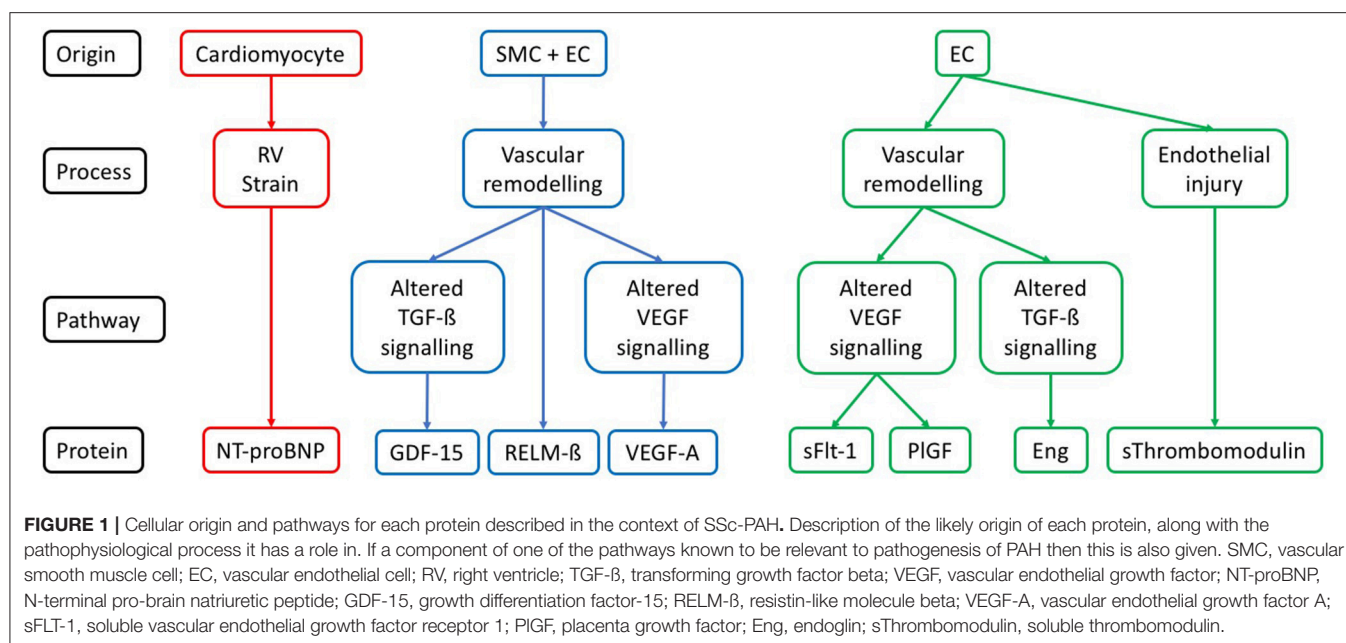 Origin
Cardiomyocyte
SMC + EC
EC
Process
RV
Strain
Vascular
remodelling
Vascular
remodelling
Endothelial
injury
Pathway
Altered
TGF-ß
signalling
Altered
VEGF
signalling
Altered
VEGF
signalling
Altered
TGF-ß
signalling
Protein
NT-proBNP
GDF-15
RELM-ß
VEGF-A
sFlt-1
PlGF
Eng
sThrombomodulin
FIGURE 1 | Cellular origin and pathways for each protein described in the context of SSc-PAH. Description of the likely origin of each protein, along with the
pathophysiological process it has a role in. If a component of one of the pathways known to be relevant to pathogenesis of PAH then this is also given. SMC, vascular
smooth muscle cell; EC, vascular endothelial cell; RV, right ventricle; TGF-ß, transforming growth factor beta; VEGF, vascular endothelial growth factor; NT-proBNP,
N-terminal pro-brain natriuretic peptide; GDF-15, growth differentiation factor-15; RELM-ß, resistin-like molecule beta; VEGF-A, vascular endothelial growth factor A;
sFLT-1, soluble vascular endothelial growth factor receptor 1; PlGF, placenta growth factor; Eng, endoglin; sThrombomodulin, soluble thrombomodulin.